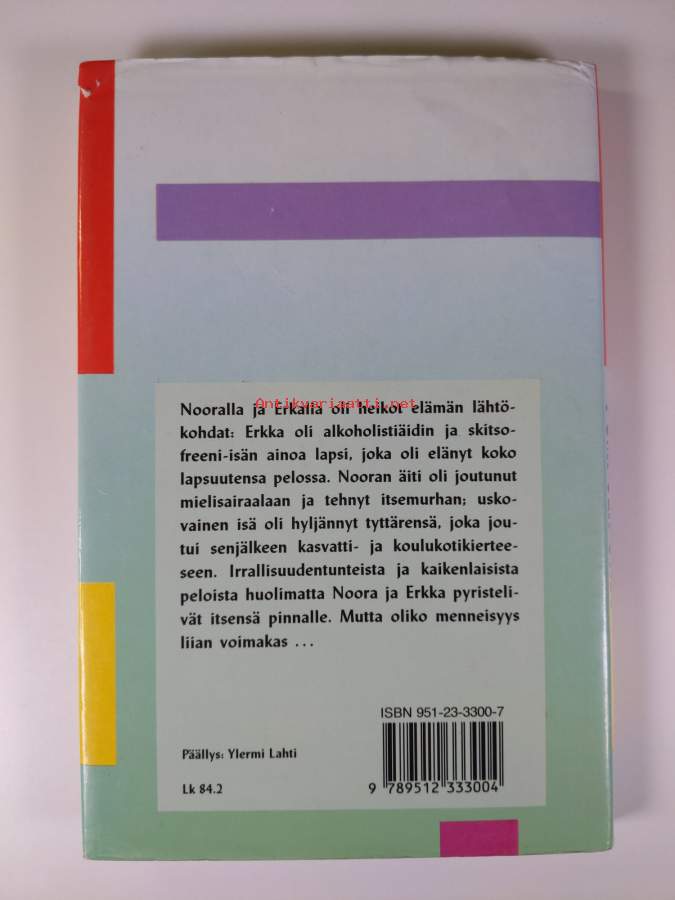 Antikvariaatti.net
Nooralla ja Erkalla oli heikot elämän lähtö-
kohdat: Erkka oli alkoholistiäidin ja skitso-
freeni-isän ainoa lapsi, joka oli elänyt koko
lapsuutensa pelossa. Nooran äiti oli joutunut
mielisairaalaan ja tehnyt itsemurhan; usko-
vainen isä oli hyljännyt tyttärensä, joka jou-
tui senjälkeen kasvatti- ja koulukotikiertee-
seen. Irrallisuudentunteista ja kaikenlaisista
peloista huolimatta Noora ja Erkka pyristeli-
vät itsensä pinnalle. Mutta oliko menneisyys
liian voimakas ...
ISBN 951-23-3300-7
Päällys: Ylermi Lahti
Lk 84.2
9 789512 333004